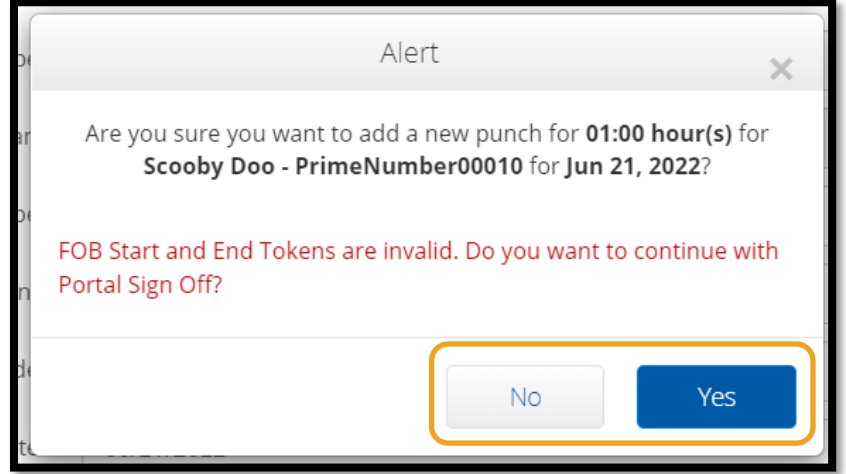 Alert
×
Are you sure you want to add a new punch for 01:00 hour(s) for
Scooby Doo - PrimeNumber00010 for Jun 21, 2022?
FOB Start and End Tokens are invalid. Do you want to continue with
Portal Sign Off?
No
Yes